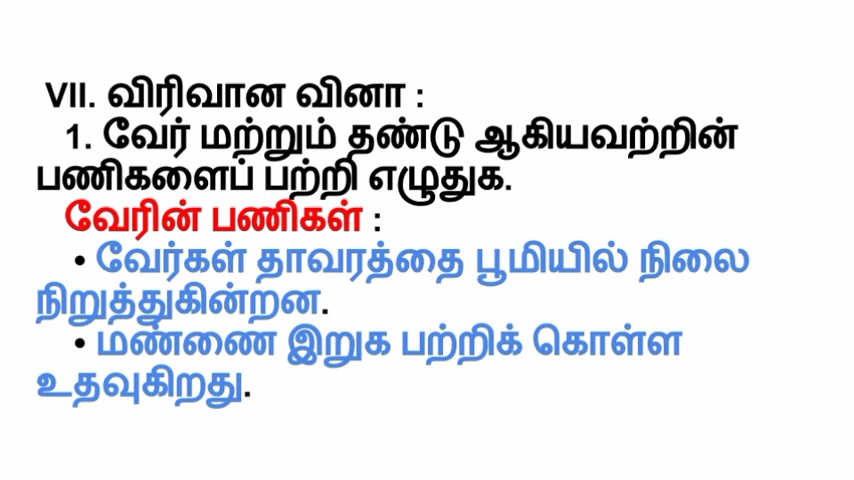 VII. விரிவான வினா :
1. வேர் மற்றும் தண்டு ஆகியவற்றின்
பணிகளைப் பற்றி எழுதுக.
வேரின் பணிகள் :
• வேர்கள் தாவரத்தை பூமியில் நிலை
நிறுத்துகின்றன.
• மண்ணை இறுக பற்றிக் கொள்ள
உதவுகிறது.